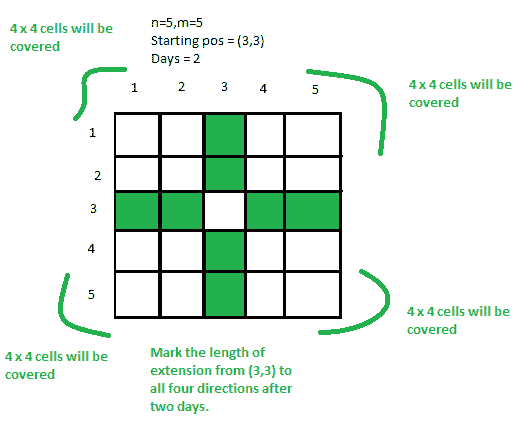 n=5,m=5
Starting pos = (3,3)
Days = 2
4 x 4 cells will be
covered
4 x 4 cells will be
covered
1 2 3 4 5
1
2
3
4
5
4 x 4 cells will be
covered
4 x 4 cells will be
covered
Mark the length of
extension from (3,3) to
all four directions after
two days.